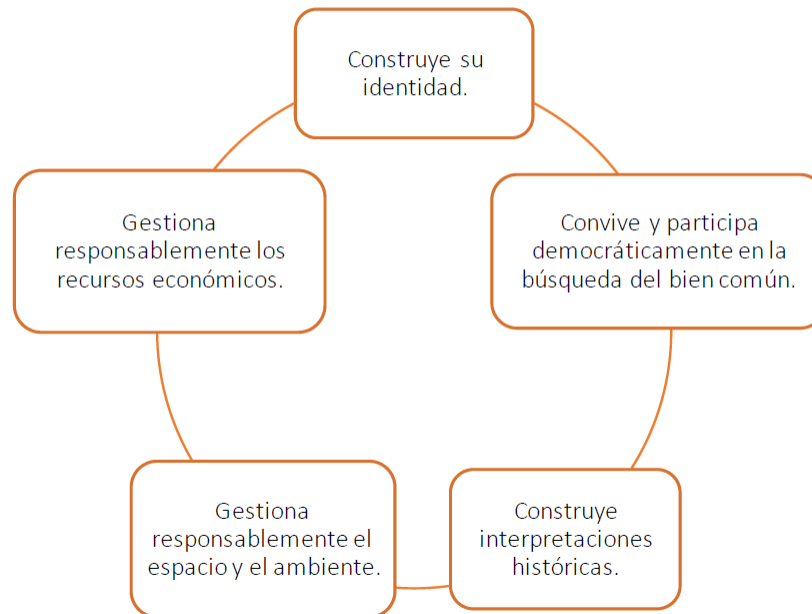 Construye su
identidad.
Convive y participa
democráticamente en la
búsqueda del bien común.
Construye
interpretaciones
históricas.
Gestiona
responsablemente el
espacio y el ambiente.
Gestiona
responsablemente los
recursos económicos.